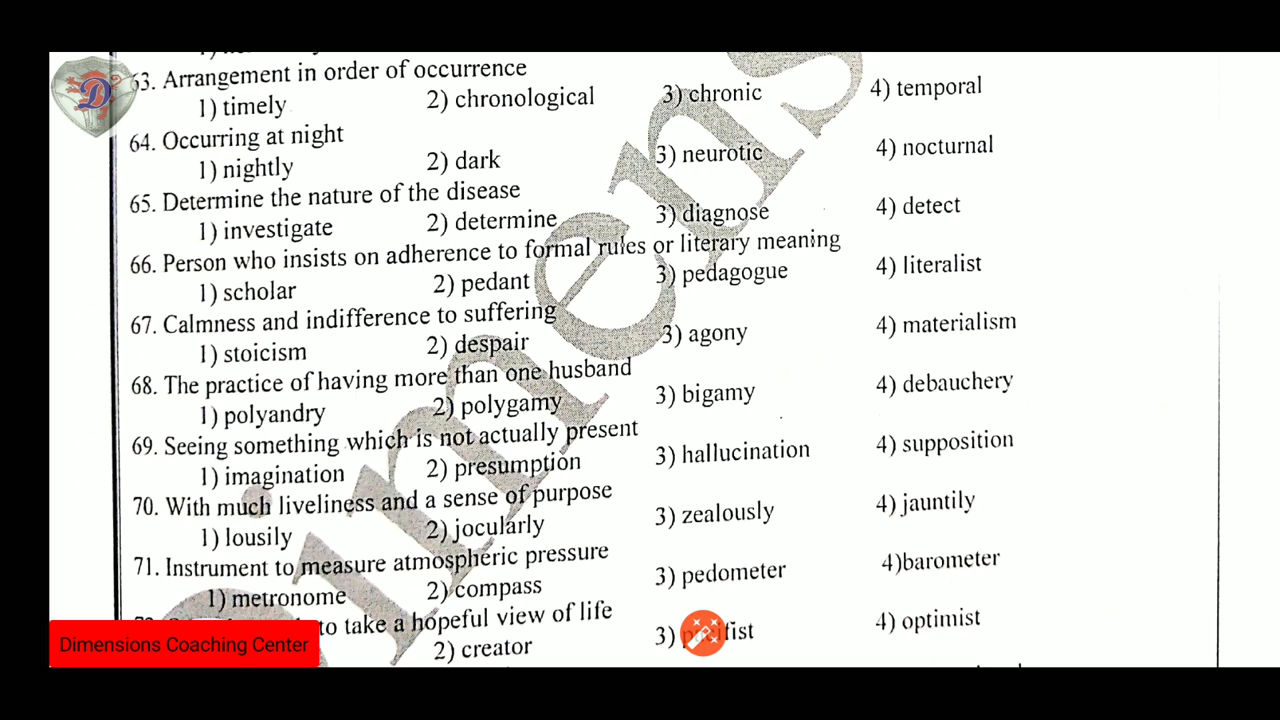 63. Arrangement in order of occurrence
1) timely 2) chronological 3) chronic 4) temporal
64. Occurring at night
1) nightly 2) dark 3) neurotic 4) nocturnal
65. Determine the nature of the disease
1) investigate 2) determine 3) diagnose 4) detect
66. Person who insists on adherence to formal rules or literary meaning
1) scholar 2) pedant 3) pedagogue 4) literalist
67. Calmness and indifference to suffering
1) stoicism 2) despair 3) agony 4) materialism
68. The practice of having more than one husband
1) polyandry 2) polygamy 3) bigamy 4) debauchery
69. Seeing something which is not actually present
1) imagination 2) presumption 3) hallucination 4) supposition
70. With much liveliness and a sense of purpose
1) lousily 2) jocularly 3) zealously 4) jauntily
71. Instrument to measure atmospheric pressure
1) metronome 2) compass 3) pedometer 4)barometer
to take a hopeful view of life
2) creator 3) 4) optimist
Dimensions Coaching Center
D